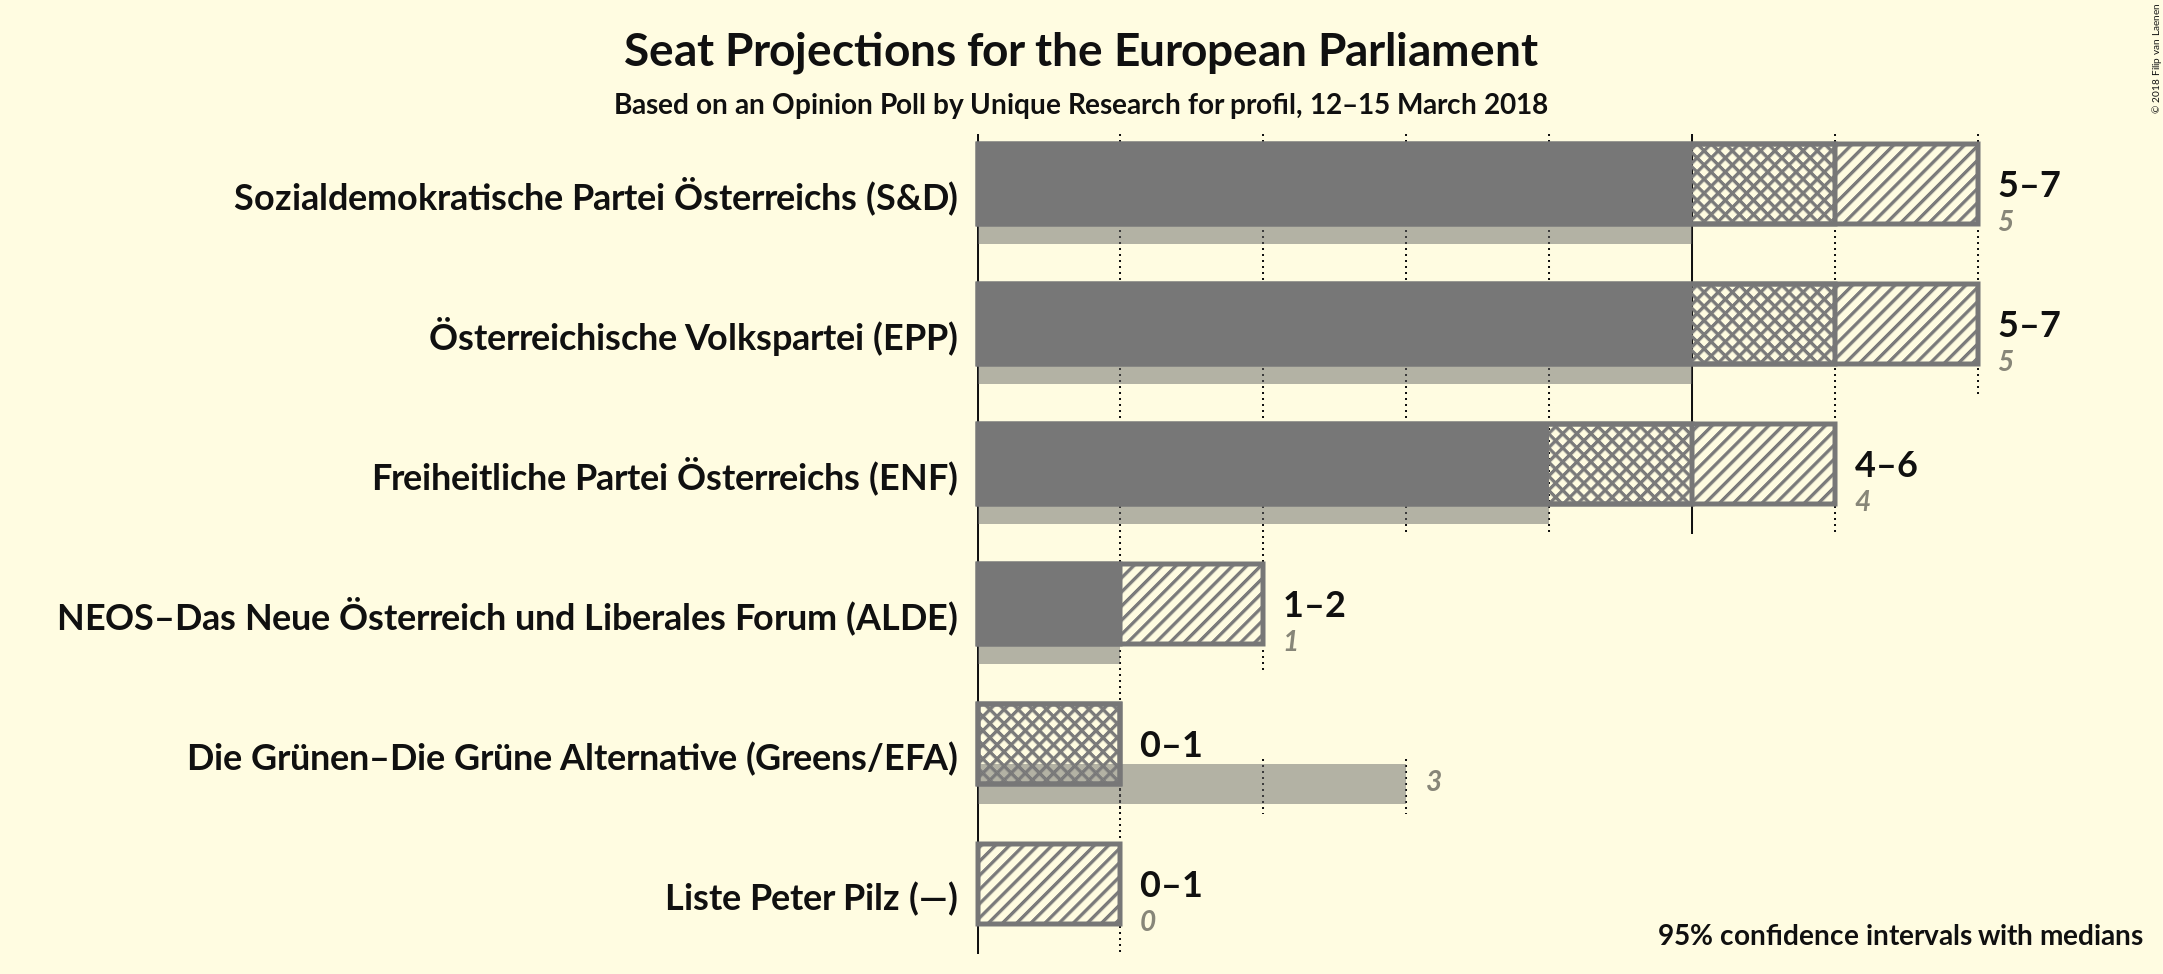 Seat Projections for the European Parliament
Based on an Opinion Poll by Unique Research for profil, 12–15 March 2018
© 2018 Filip van Laenen
Sozialdemokratische Partei Österreichs (S&D)
5–7
5
Österreichische Volkspartei (EPP)
5–7
5
Freiheitliche Partei Österreichs (ENF)
4–6
4
NEOS–Das Neue Österreich und Liberales Forum (ALDE)
1–2
1
Die Grünen–Die Grüne Alternative (Greens/EFA)
0–1
3
Liste Peter Pilz (—)
0–1
0
95% confidence intervals with medians